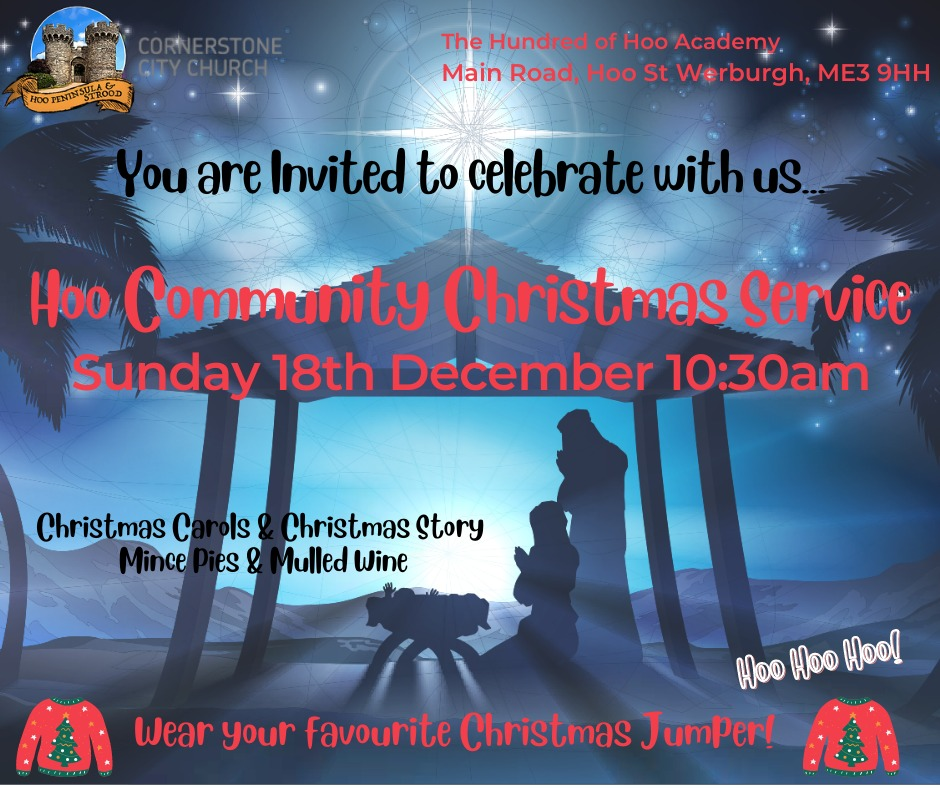 HOO PENINSULA &
STROOD
CORNERSTONE
CITY CHURCH
The Hundred of Hoo Academy
Main Road, Hoo St Werburgh, ME3 9HH
You are Invited to celebrate with us...
Hoo Community Christmas Service
Sunday 18th December 10:30am
Christmas Carols & Christmas Story
Mince Pies & Mulled Wine
Hoo Hoo Hoo!
Wear your favourite Christmas Jumper!